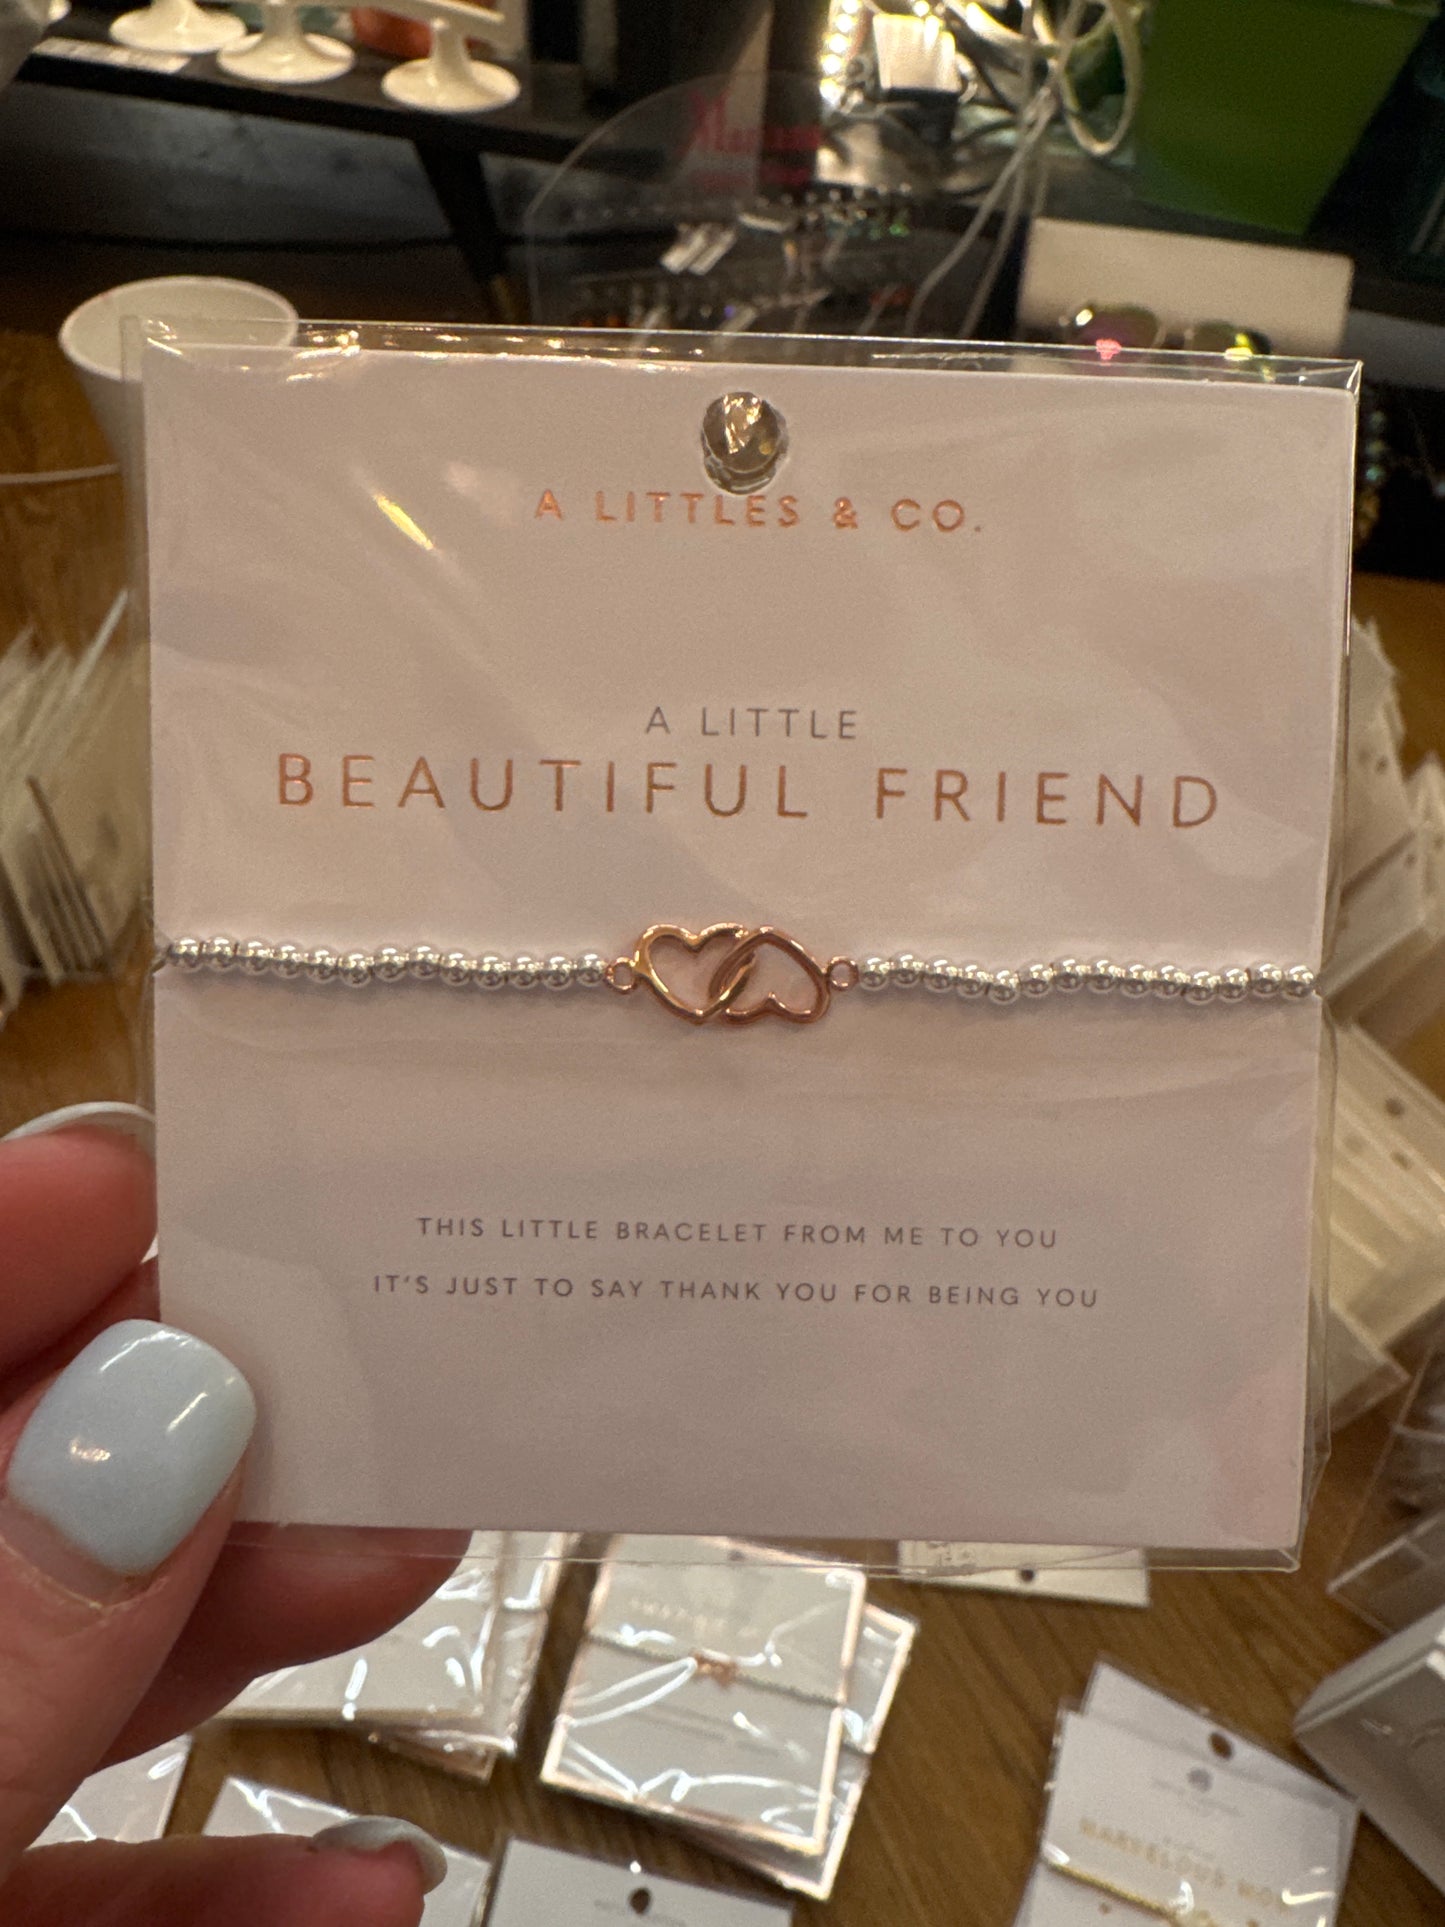 A LITTLES & CO.
A LITTLE
BEAUTIFUL FRIEND
THIS LITTLE BRACELET FROM ME TO YOU
IT'S JUST TO SAY THANK YOU FOR BEING YOU
MARVELOUS